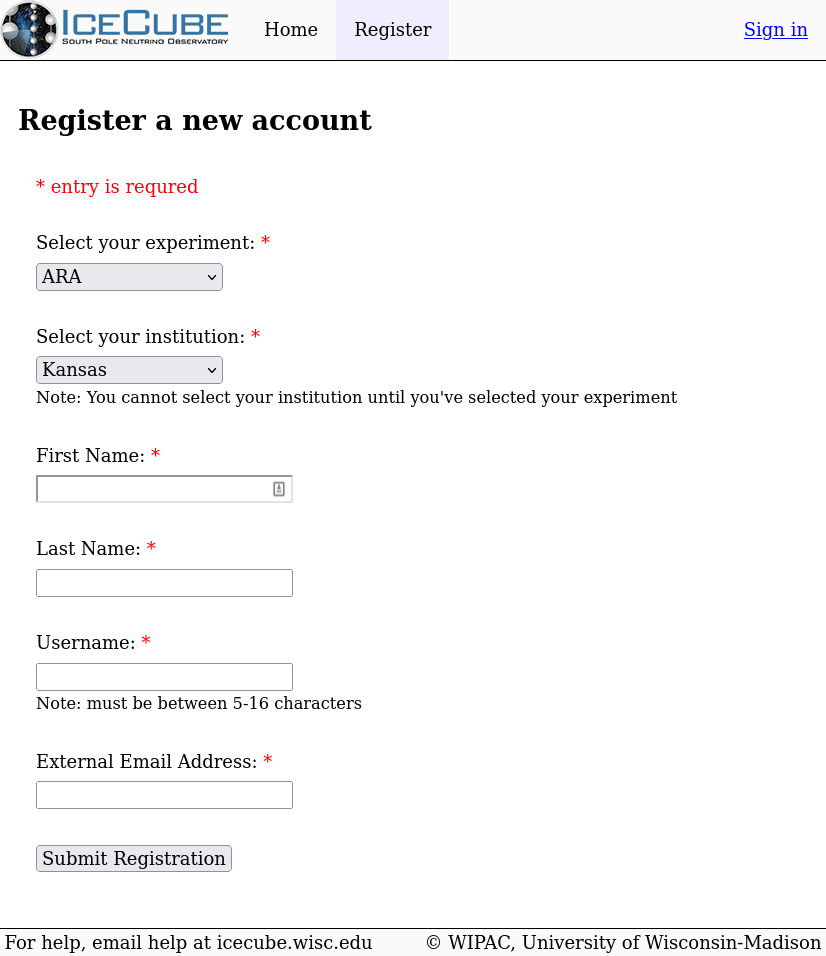 ICECUBE
SOUTH POLE NEUTRINO OBSERVATORY
Home Register Sign in
Register a new account
* entry is requred
Select your experiment: *
ARA
Select your institution: *
Kansas
Note: You cannot select your institution until you've selected your experiment
First Name: *
Last Name: *
Username: *
Note: must be between 5-16 characters
External Email Address: *
Submit Registration
For help, email help at icecube.wisc.edu © WIPAC, University of Wisconsin-Madison